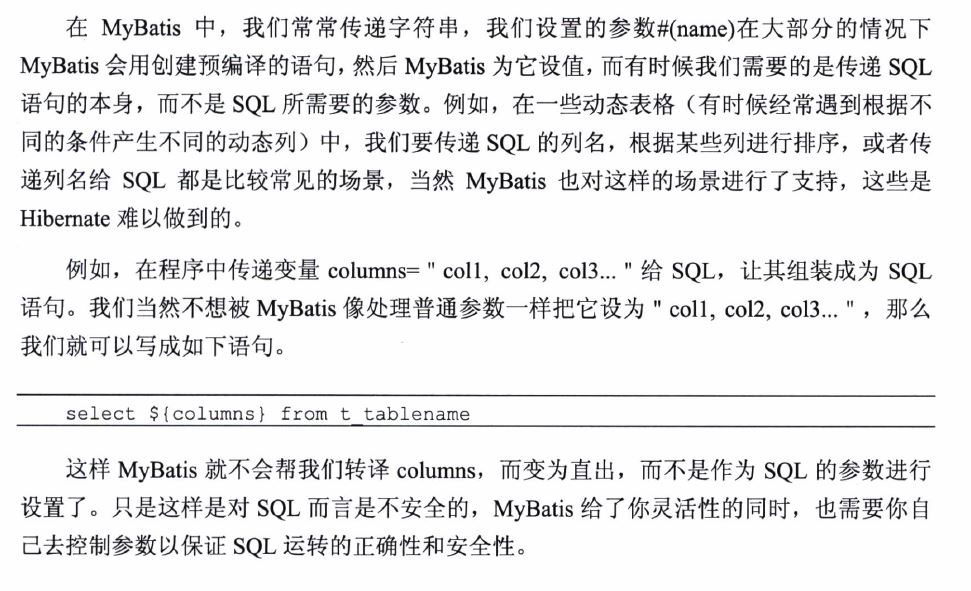 在 MyBatis 中，我们常常传递字符串，我们设置的参数#(name)在大部分的情况下
MyBatis 会用创建预编译的语句，然后 MyBatis 为它设值，而有时候我们需要的是传递 SQL
语句的本身，而不是 SQL 所需要的参数。例如，在一些动态表格（有时候经常遇到根据不
同的条件产生不同的动态列）中，我们要传递 SQL 的列名，根据某些列进行排序，或者传
递列名给 SQL 都是比较常见的场景，当然 MyBatis 也对这样的场景进行了支持，这些是
Hibernate 难以做到的。
例如，在程序中传递变量 columns= " col1, col2, col3... " 给 SQL，让其组装成为 SQL
语句。我们当然不想被 MyBatis 像处理普通参数一样把它设为 " col1, col2, col3... " ，那么
我们就可以写成如下语句。
select ${columns} from t_tablename
这样 MyBatis 就不会帮我们转译 columns，而变为直出，而不是作为 SQL 的参数进行
设置了。只是这样是对 SQL 而言是不安全的，MyBatis 给了你灵活性的同时，也需要你自
己去控制参数以保证 SQL 运转的正确性和安全性。